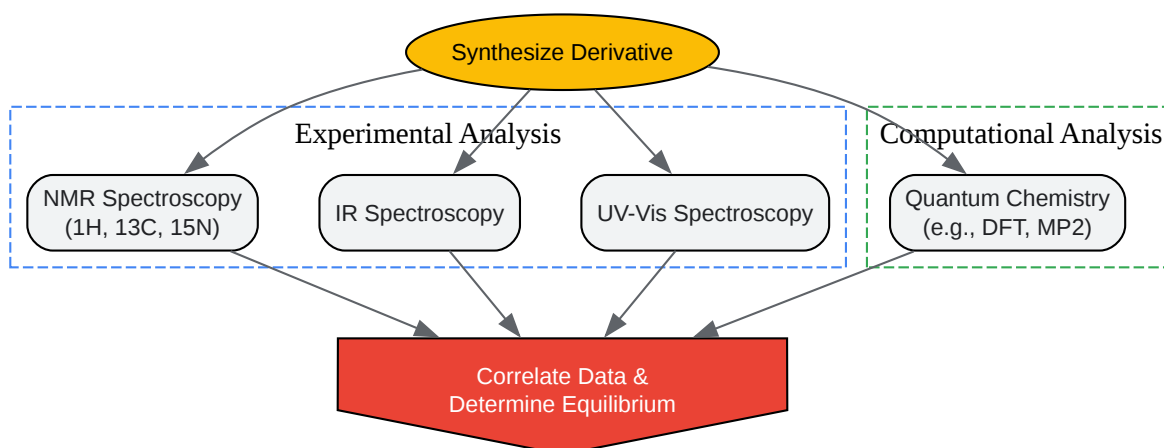 Synthesize Derivative
Experimental Analysis
Computational Analysis
NMR Spectroscopy
(1H, 13C, 15N)
IR Spectroscopy
UV-Vis Spectroscopy
Quantum Chemistry
(e.g., DFT, MP2)
Correlate Data &
Determine Equilibrium